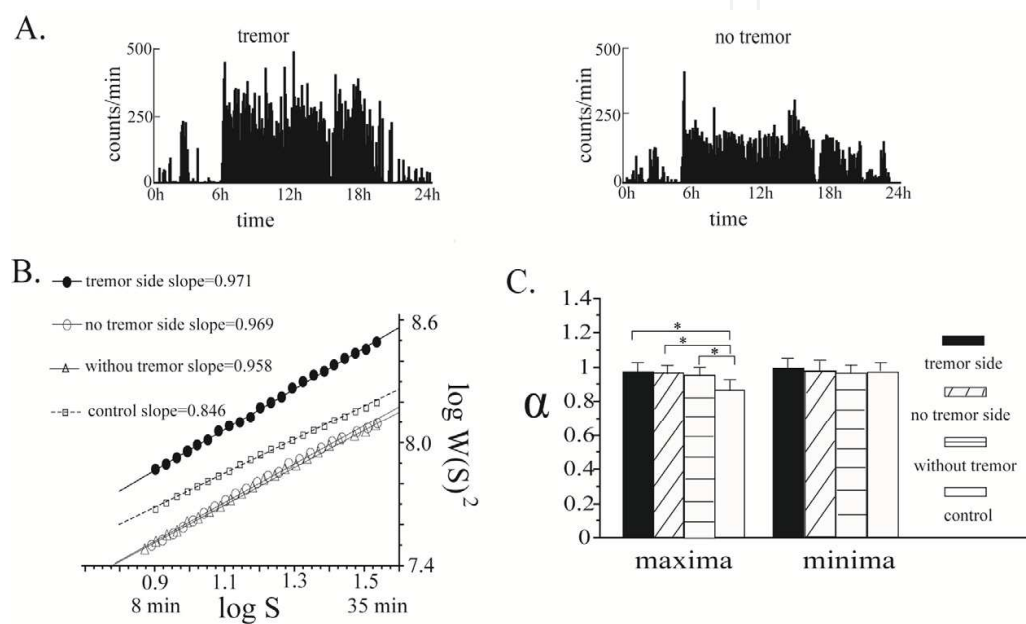 A.
tremor
no tremor
500
250
0
counts/min
0h 6h 12h 18h 24h
time
500
250
0
counts/min
0h 6h 12h 18h 24h
time
B.
tremor side slope=0.971
no tremor side slope=0.969
withou tremor slope=0.958
control slope=0.846
8.6
8.0
7.4
log W(S)²
0.9 1.1 1.3 1.5
8 min log S 35 min
C.
1.4
1.2
1
0.8
0.6
0.4
0.2
0
α
* * *
maxima minima
tremor side
no tremor side
without tremor
control